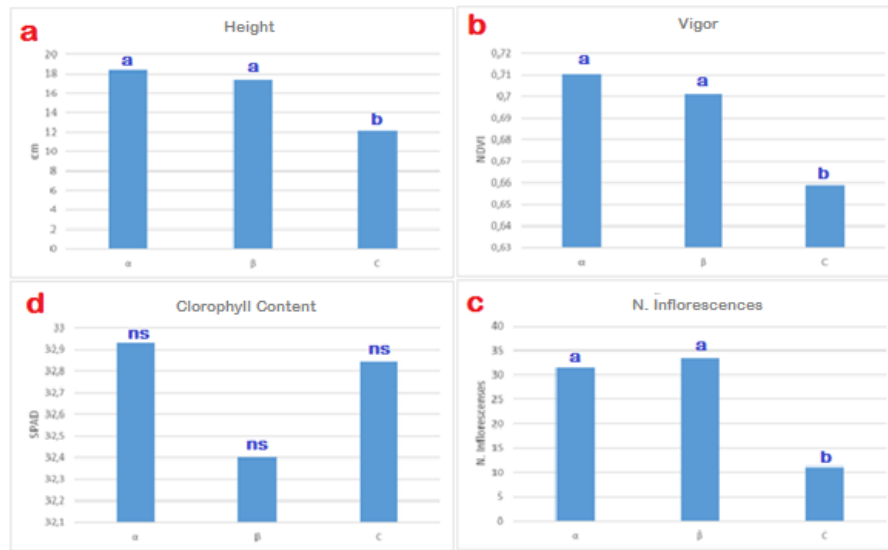 a
Height
20
18
16
14
12
10
8
6
4
2
0
cm
a
a
b
α
β
C
b
Vigor
0,72
0,71
0,7
0,69
0,68
0,67
0,66
0,65
0,64
0,63
NDVI
a
a
b
α
β
C
d
Clorophyll Content
33
32,9
32,8
32,7
32,6
32,5
32,4
32,3
32,2
32,1
SPAD
ns
ns
ns
α
β
C
c
N. Inflorescences
40
35
30
25
20
15
10
5
0
N. Inflorescenses
a
a
b
α
β
C